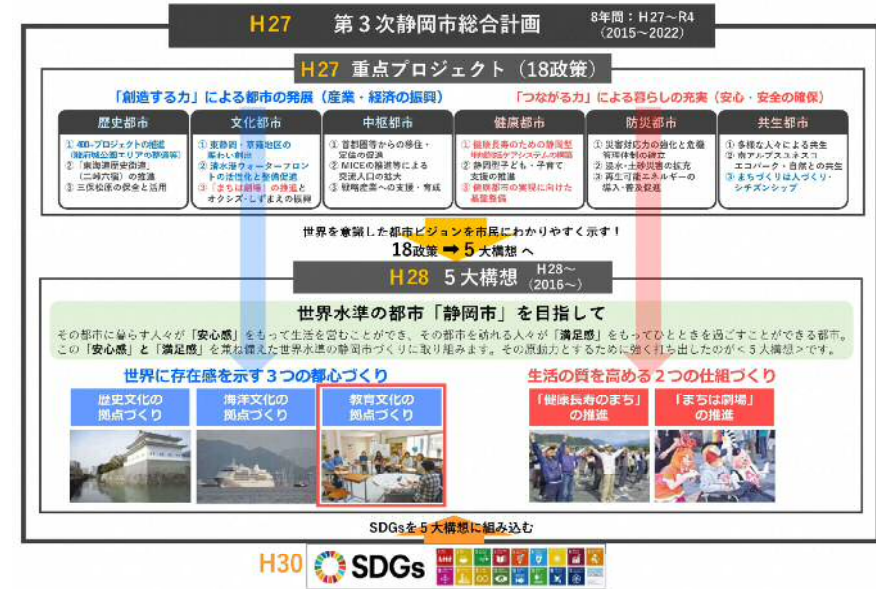 H27 第3次静岡市総合計画 8年間：H27～R4
（2015～2022）
H27 重点プロジェクト（18政策）
「創造する力」による都市の発展（産業・経済の振興）
「つながる力」による暮らしの充実（安心・安全の確保）
歴史都市
①
②「東海道歴史街道」
（二峠六宿）の推進
③三保松原の保全と活用
文化都市
①東静岡・草薙地区の
賑わい創出
②清水港ウォーターフロン
トの活性化と整備促進
③「まちは劇場」の推進と
オクシズ・しずまえの振興
中枢都市
①首都圏等からの移住・
定住の促進
②MICEの推進等による
交流人口の拡大
③戦略産業への支援・育成
健康都市
①健康長寿のための静岡型
②静岡型子ども・子育て
支援の推進
③健康都市の実現に向けた
基盤整備
防災都市
①災害対応力の強化と危機
管理体制の確立
②浸水・土砂災害の拡充
③再生可能エネルギーの
導入・普及促進
共生都市
①多様な人々による共生
②南アルプスユネスコ
エコパーク・自然との共生
③まちづくりは人づくり・
シチズンシップ
世界を意識した都市ビジョンを市民にわかりやすく示す！
18政策 ➡ 5大構想 へ
H28 5大構想 H28～
（2016～）
世界水準の都市「静岡市」を目指して
その都市に暮らす人々が「安心感」をもって生活を営むことができ、その都市を訪れる人々が「満足感」をもってひとときを過ごすことができる都市。
この「安心感」と「満足感」を兼ね備えた世界水準の静岡市づくりに取り組みます。その原動力とするために強く打ち出したのが＜５大構想＞です。
世界に存在感を示す３つの都心づくり
歴史文化の
拠点づくり
海洋文化の
拠点づくり
教育文化の
拠点づくり
生活の質を高める２つの仕組づくり
「健康長寿のまち」
の推進
「まちは劇場」
の推進
SDGsを５大構想に組み込む
H30 SDGs